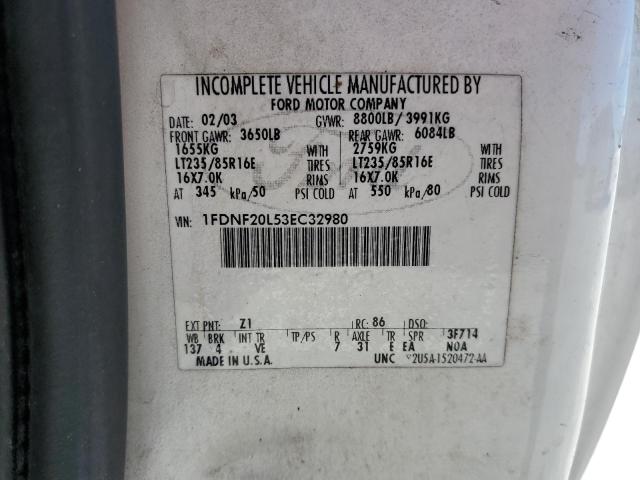 INCOMPLETE VEHICLE MANUFACTURED BY
FORD MOTOR COMPANY
DATE: 02/03 GVWR: 8800LB/ 3991KG
FRONT GAWR: 3650LB REAR GAWR: 6084LB
1655KG WITH 2759KG WITH
LT235/85R16E TIRES LT235/85R16E TIRES
16X7.0K RIMS 16X7.0K RIMS
AT 345 kPa/50 PSI COLD AT 550 kPa/80 PSI COLD
VIN: 1FDNF20L53EC32980
EXT PNT: Z1 RC: 86 DSO:
WB BRK INT TR TP/PS R AXLE TR SPR 3F714
137 4 VE 7 31 E EA NOA
MADE IN U.S.A. UNC 2U5A-1520472-AA